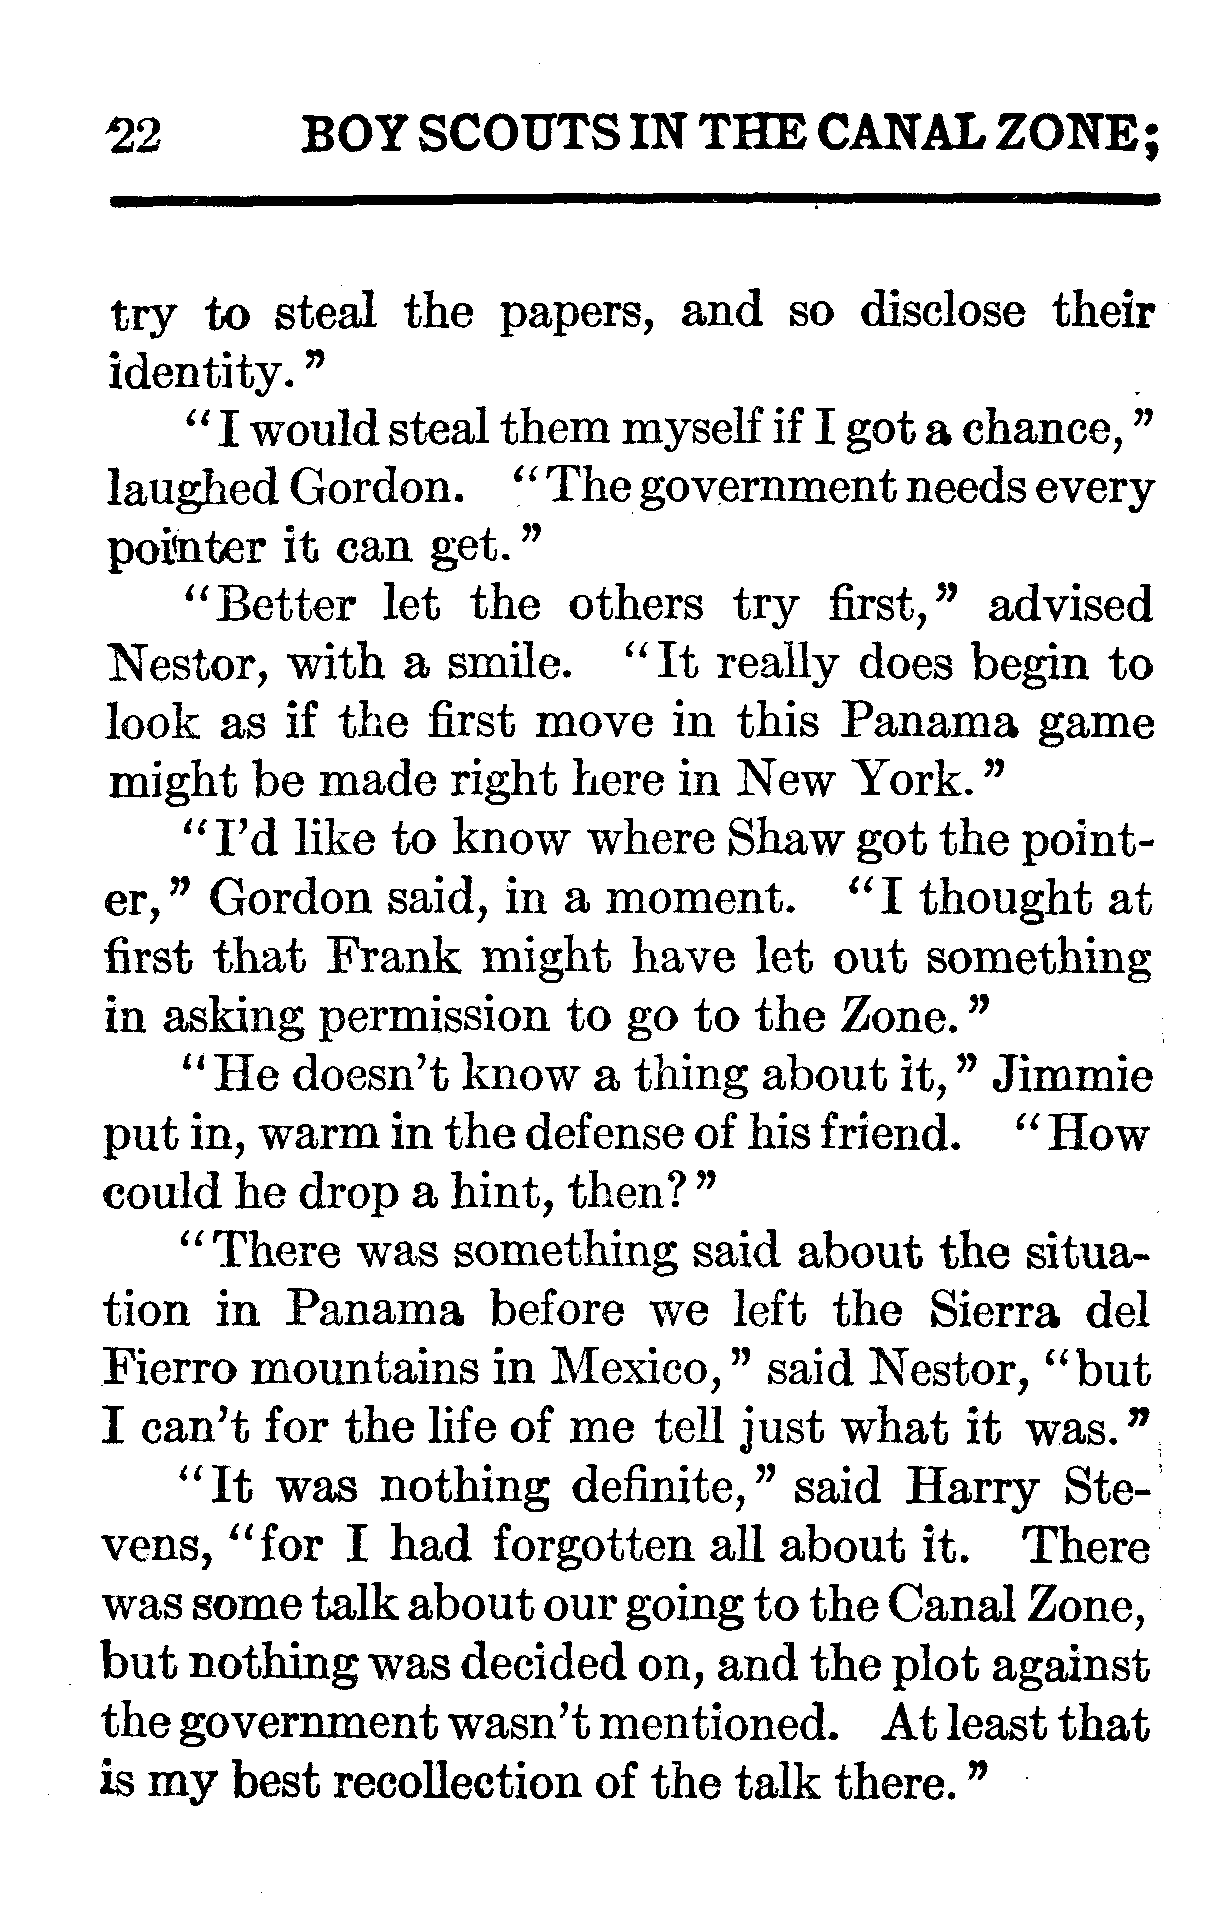 22 BOY SCOUTS IN THE CANAL ZONE;
try to steal the papers, and so disclose their
identity."
"I would steal them myself if I got a chance,"
laughed Gordon. "The government needs every
pointer it can get."
"Better let the others try first," advised
Nestor, with a smile. "It really does begin to
look as if the first move in this Panama game
might be made right here in New York."
"I'd like to know where Shaw got the point-
er," Gordon said, in a moment. "I thought at
first that Frank might have let out something
in asking permission to go to the Zone."
"He doesn't know a thing about it," Jimmie
put in, warm in the defense of his friend. "How
could he drop a hint, then?"
"There was something said about the situa-
tion in Panama before we left the Sierra del
Fierro mountains in Mexico," said Nestor, "but
I can't for the life of me tell just what it was."
"It was nothing definite," said Harry Ste-
vens, "for I had forgotten all about it. There
was some talk about our going to the Canal Zone,
but nothing was decided on, and the plot against
the government wasn't mentioned. At least that
is my best recollection of the talk there."